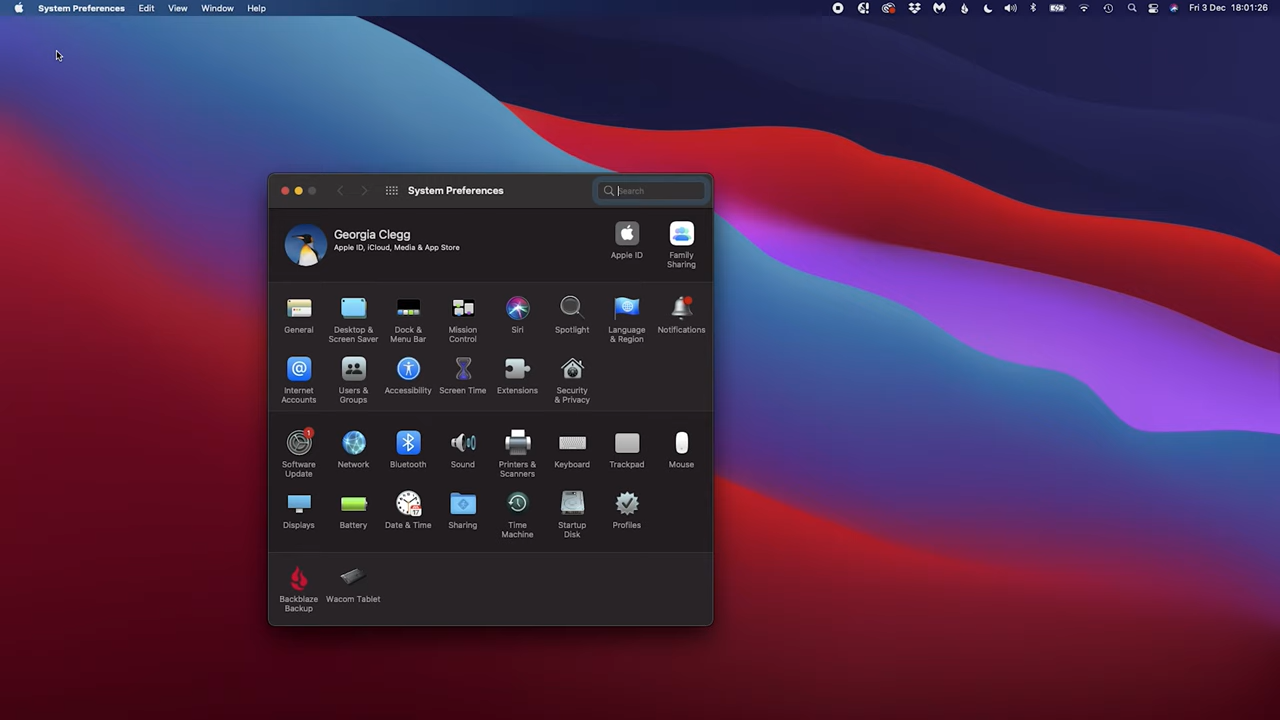 System Preferences Edit View Window Help
Fri 3 Dec 18:01:26
System Preferences
Search
Georgia Clegg
Apple ID, iCloud, Media & App Store
Apple ID
Family
Sharing
General
Desktop &
Screen Saver
Dock &
Menu Bar
Mission
Control
Siri
Spotlight
Language
& Region
Notifications
Internet
Accounts
Users &
Groups
Accessibility
Screen Time
Extensions
Security
& Privacy
1
Software
Update
Network
Bluetooth
Sound
Printers &
Scanners
Keyboard
Trackpad
Mouse
Displays
Battery
17
Date & Time
Sharing
Time
Machine
Startup
Disk
Profiles
Backblaze
Backup
Wacom Tablet